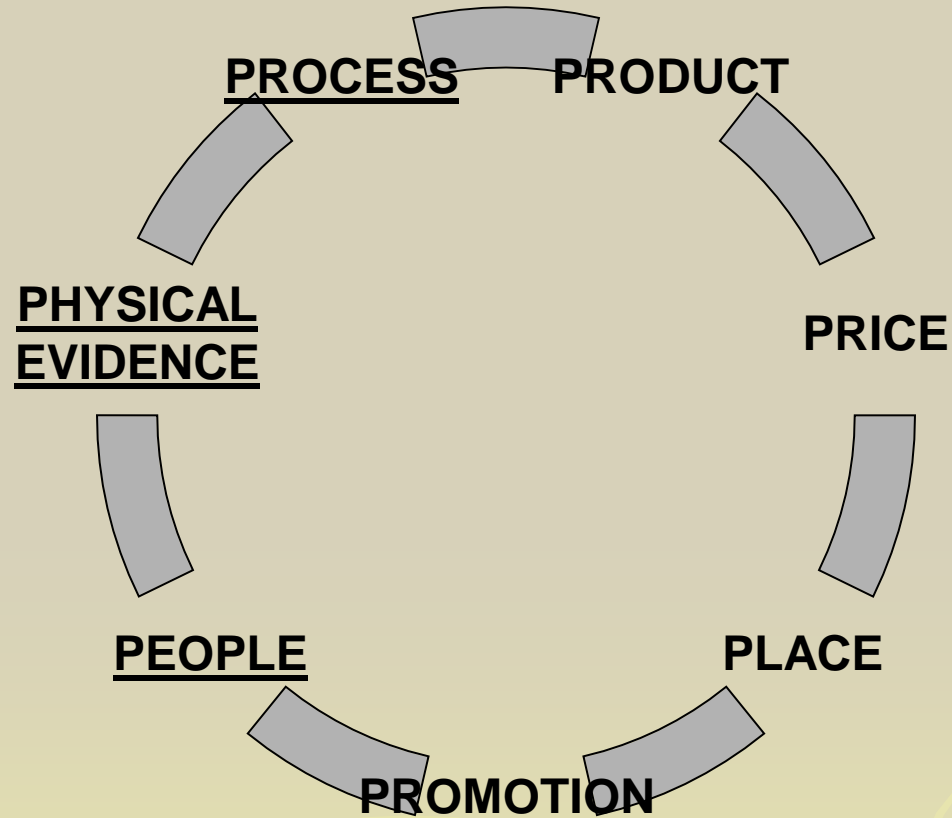 PROCESS
PRODUCT
PHYSICAL
EVIDENCE
PRICE
PEOPLE
PLACE
PROMOTION